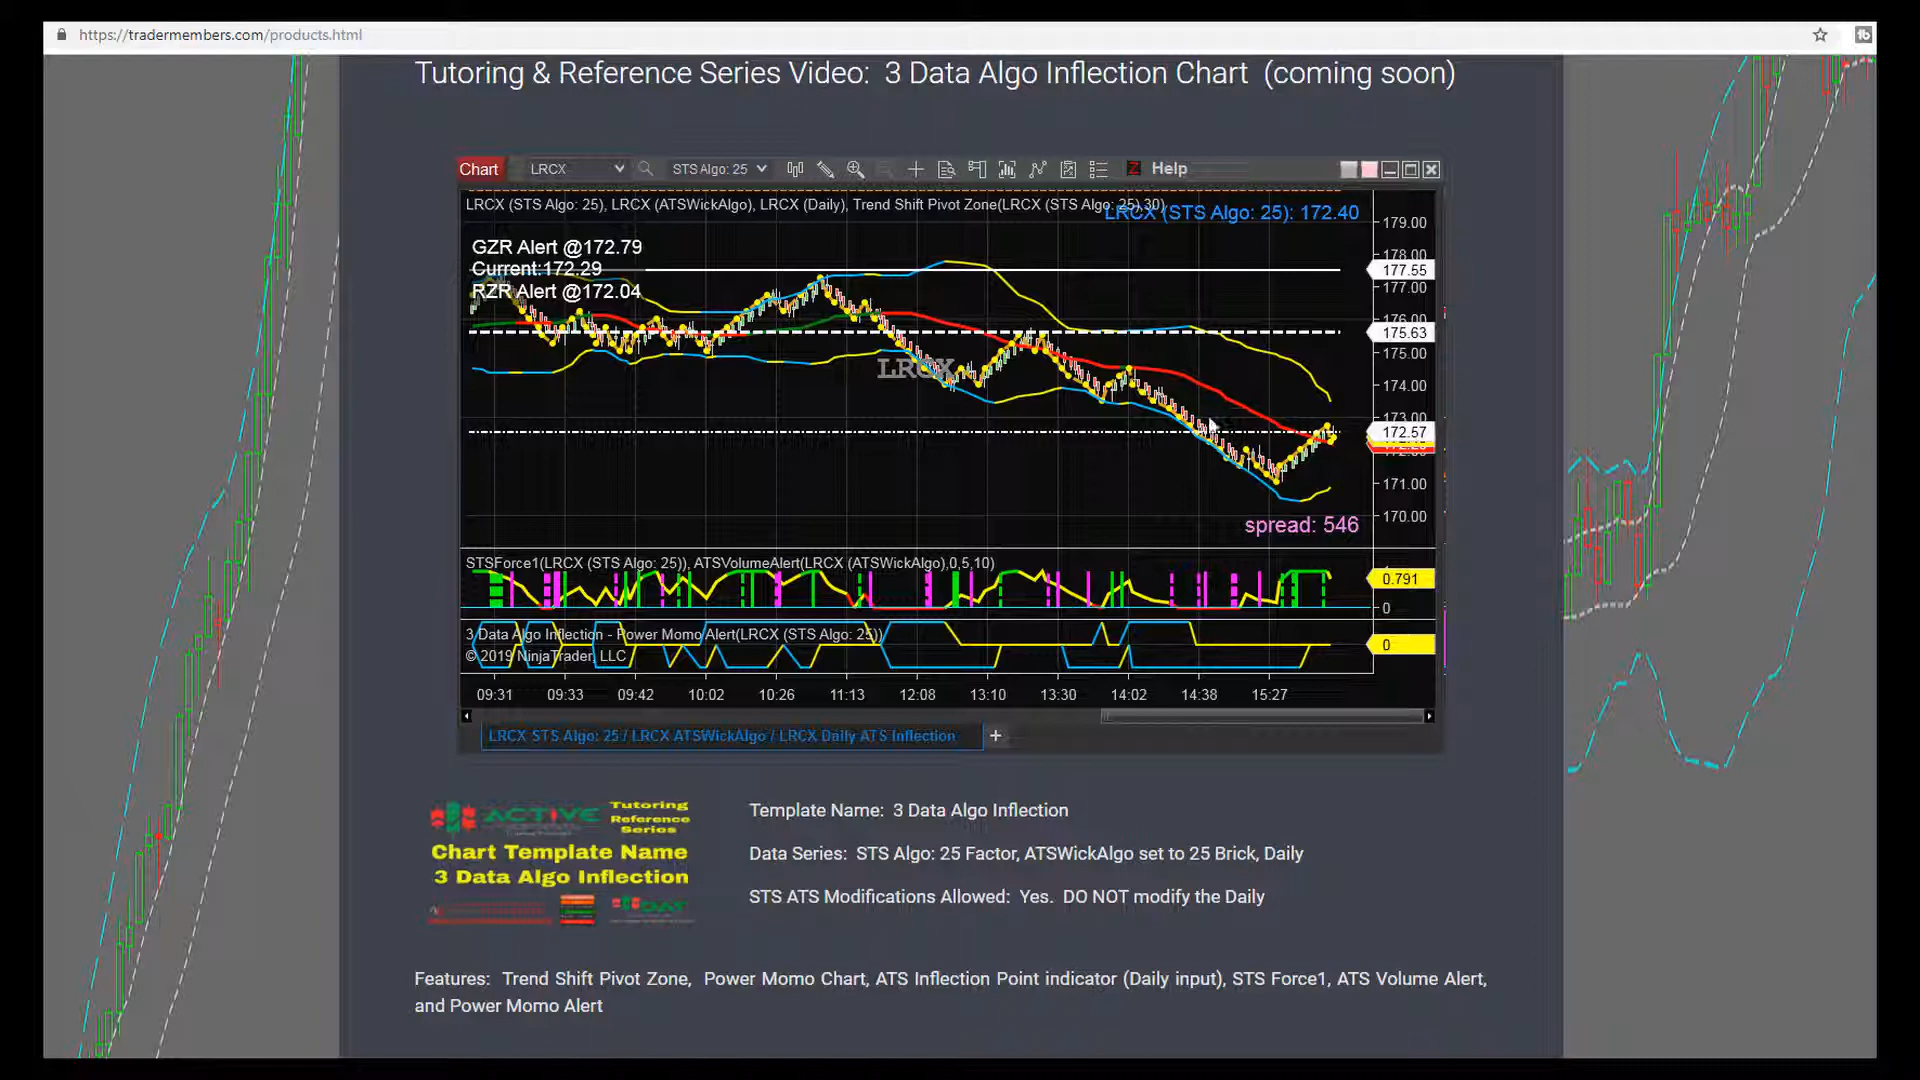 https://tradermembers.com/products.html
Tutoring & Reference Series Video: 3 Data Algo Inflection Chart (coming soon)
Chart LRCX STS Algo: 25 Help
LRCX (STS Algo: 25), LRCX (ATSWickAlgo), LRCX (Daily), Trend Shift Pivot Zone(LRCX (STS Algo: 25),30)
LRCX (STS Algo: 25): 172.40
179.00
GZR Alert @172.79
178.00
Current:172.29
177.55
177.00
RZR Alert @172.04
176.00
175.63
175.00
LRCX
174.00
173.00
172.57
171.00
170.00
spread: 546
STSForce1(LRCX (STS Algo: 25)), ATSVolumeAlert(LRCX (ATSWickAlgo),0,5,10)
0.791
0
3 Data Algo Inflection - Power Momo Alert(LRCX (STS Algo: 25))
0
© 2019 NinjaTrader, LLC
09:31 09:33 09:42 10:02 10:26 11:13 12:08 13:10 13:30 14:02 14:38 15:27
LRCX STS Algo: 25 / LRCX ATSWickAlgo / LRCX Daily ATS Inflection +
ACTIVE
Tutoring
Reference
Series
Chart Template Name
3 Data Algo Inflection
Template Name: 3 Data Algo Inflection
Data Series: STS Algo: 25 Factor, ATSWickAlgo set to 25 Brick, Daily
STS ATS Modifications Allowed: Yes. DO NOT modify the Daily
Features: Trend Shift Pivot Zone, Power Momo Chart, ATS Inflection Point indicator (Daily input), STS Force1, ATS Volume Alert,
and Power Momo Alert